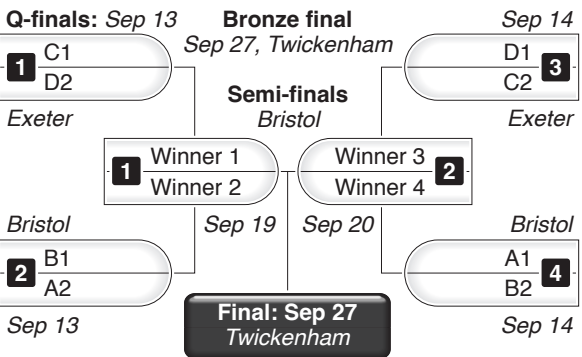 Q-finals: Sep 13
Bronze final
Sep 27, Twickenham
Sep 14
1
C1
D2
Exeter
D1
C2
3
Exeter
Semi-finals
Bristol
1
Winner 1
Winner 2
Winner 3
Winner 4
2
Sep 19
Sep 20
Bristol
2
B1
A2
Sep 13
Bristol
A1
B2
4
Sep 14
Final: Sep 27
Twickenham